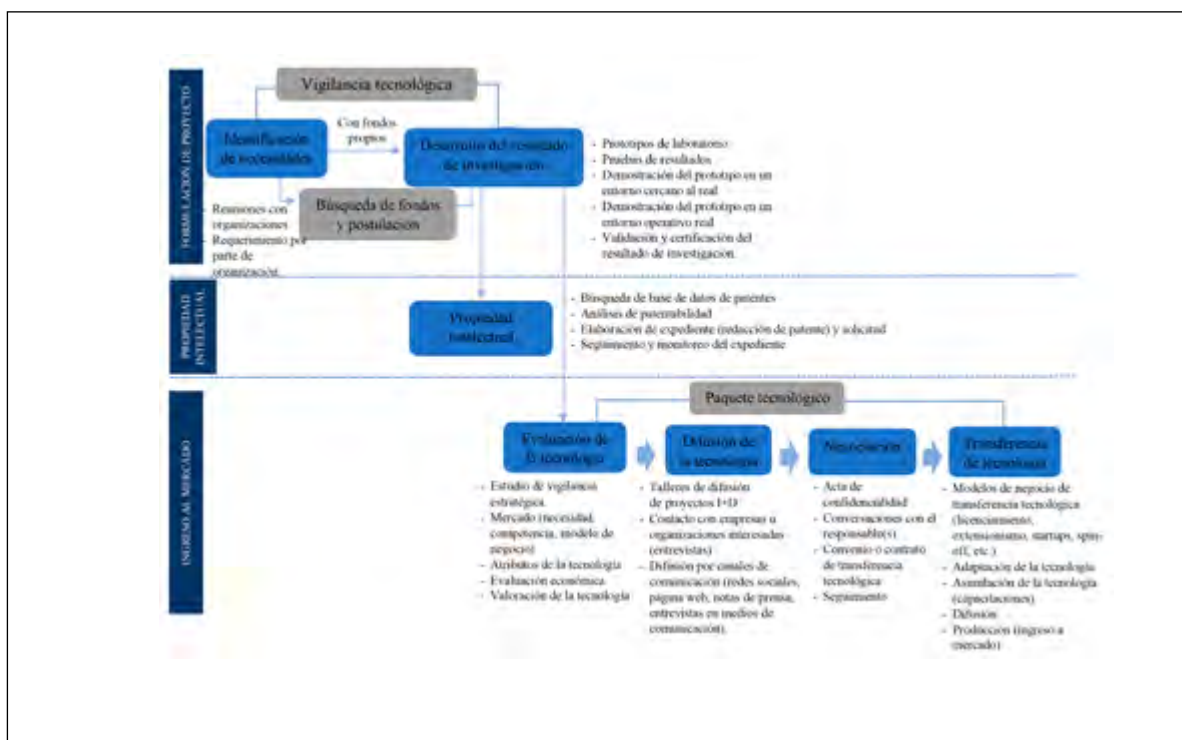 FORMULACIÓN DE PROYECTO
Vigilancia tecnológica
Identificación
de necesidades
Con fondos
propios
Desarrollo del resultado
de investigación
Búsqueda de fondos
y postulación
- Reuniones con
organizaciones
- Requerimiento por
parte de
organización.
- Prototipos de laboratorio
- Pruebas de resultados
- Demostración del prototipo en un
entorno cercano al real
- Demostración del prototipo en un
entorno operativo real
- Validación y certificación del
resultado de investigación.
PROPIEDAD
INTELECTUAL
Propiedad
intelectual
- Búsqueda de base de datos de patentes
- Análisis de patentabilidad
- Elaboración de expediente (redacción de patente) y solicitud
- Seguimiento y monitoreo del expediente
INGRESO AL MERCADO
Paquete tecnológico
Evaluación de
la tecnología
- Estudio de vigilancia
estratégica.
- Mercado (necesidad,
competencia, modelo de
negocio)
- Atributos de la tecnología
- Evaluación económica
- Valoración de la tecnología
Difusión de
la tecnología
- Talleres de difusión
de proyectos I+D
- Contacto con empresas u
organizaciones interesadas
(entrevistas)
- Difusión por canales de
comunicación (redes sociales,
página web, notas de prensa,
entrevistas en medios de
comunicación).
Negociación
- Acta de
confidencialidad
- Conversaciones con el
responsable(s)
- Convenio o contrato
de transferencia
tecnológica
- Seguimiento
Transferencia
de tecnología
- Modelos de negocio de
transferencia tecnológica
(licenciamiento,
extensionismo, startups, spin-
off, etc.)
- Adaptación de la tecnología
- Asimilación de la tecnología
(capacitaciones)
- Difusión
- Producción (ingreso a
mercado)